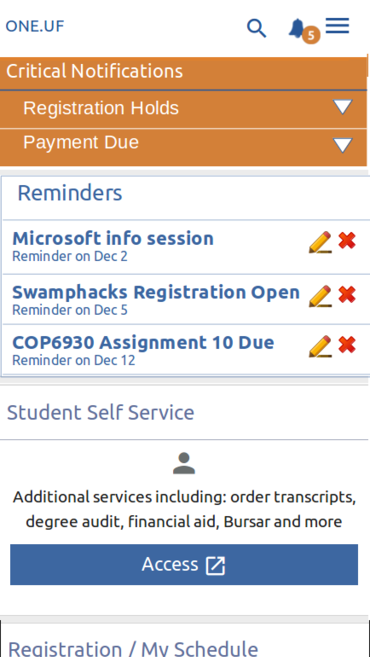 ONE.UF
5
Critical Notifications
Registration Holds
Payment Due
Reminders
Microsoft info session
Reminder on Dec 2
Swamphacks Registration Open
Reminder on Dec 5
COP6930 Assignment 10 Due
Reminder on Dec 12
Student Self Service
Additional services including: order transcripts,
degree audit, financial aid, Bursar and more
Access
Registration / My Schedule